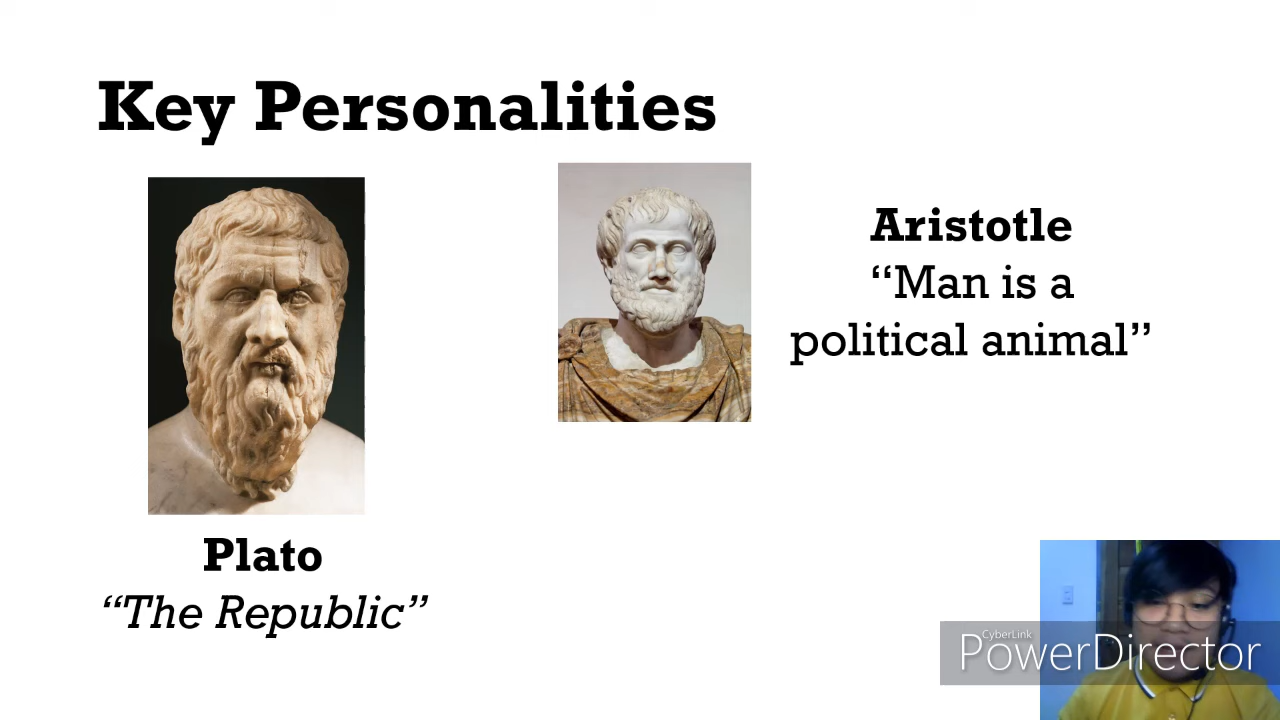 Key Personalities
Plato
“The Republic”
Aristotle
“Man is a
political animal”
CyberLink
PowerDirector